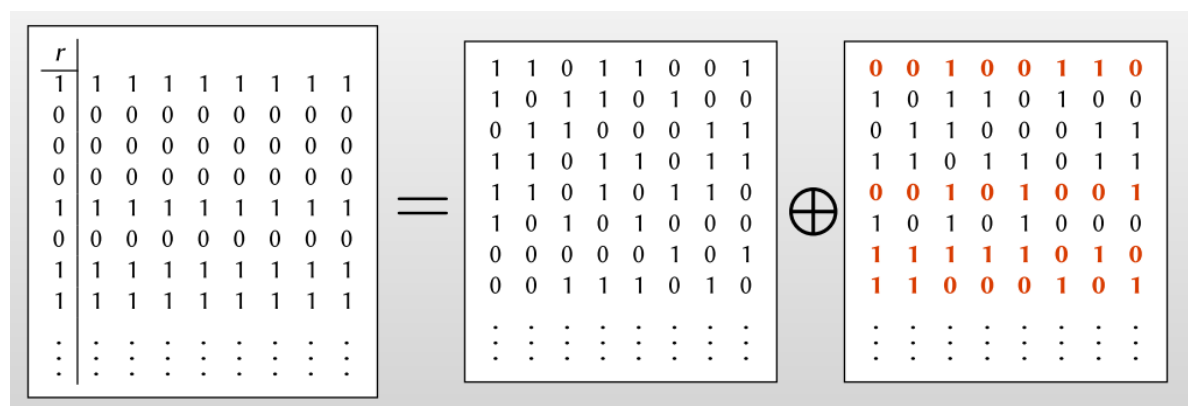 r
1 1 1 1 1 1 1 1 1
0 0 0 0 0 0 0 0 0
0 0 0 0 0 0 0 0 0
0 0 0 0 0 0 0 0 0
1 1 1 1 1 1 1 1 1
0 0 0 0 0 0 0 0 0
1 1 1 1 1 1 1 1 1
1 1 1 1 1 1 1 1 1
⋮ ⋮ ⋮ ⋮ ⋮ ⋮ ⋮ ⋮ ⋮
=
1 1 0 1 1 0 0 1
1 0 1 1 0 1 0 0
0 1 1 0 0 0 1 1
1 1 0 1 1 0 1 1
1 1 0 1 0 1 1 0
1 0 1 0 1 0 0 0
0 0 0 0 0 1 0 1
0 0 1 1 1 0 1 0
⋮ ⋮ ⋮ ⋮ ⋮ ⋮ ⋮ ⋮
⊕
0 0 1 0 0 1 1 0
1 0 1 1 0 1 0 0
0 1 1 0 0 0 1 1
1 1 0 1 1 0 1 1
0 0 1 0 1 0 0 1
1 0 1 0 1 0 0 0
1 1 1 1 1 0 1 0
1 1 0 0 0 1 0 1
⋮ ⋮ ⋮ ⋮ ⋮ ⋮ ⋮ ⋮